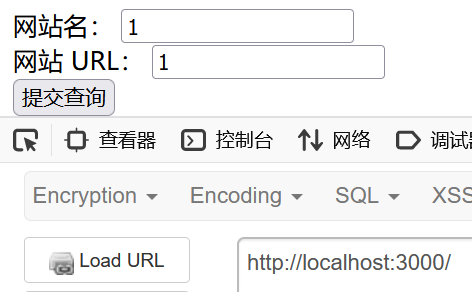 网站名： 1
网站 URL： 1
提交查询
查看器 控制台 网络 调试器
Encryption Encoding SQL XSS
Load URL http://localhost:3000/